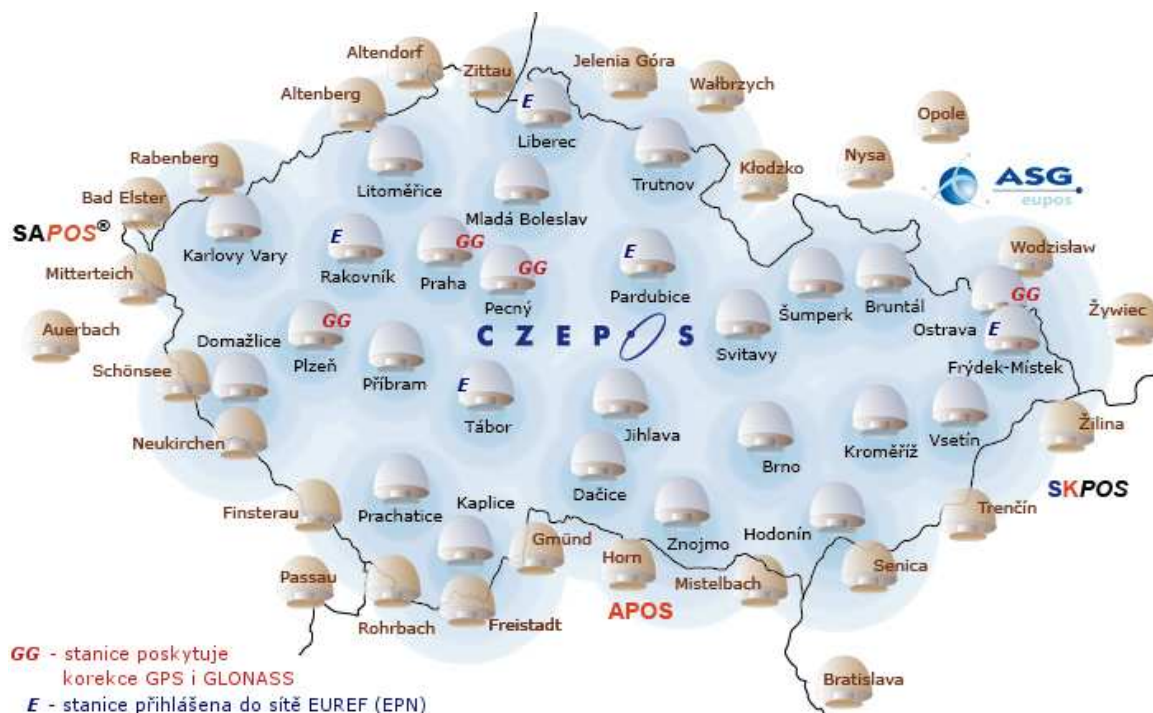 Altendorf
Zittau
Jelenia Góra
Wałbrzych
Altenberg
E
Liberec
Opole
Rabenberg
Litoměřice
Trutnov
Kłodzko
Nysa
ASG
eupos
Bad Elster
Mladá Boleslav
SAPOS®
Karlovy Vary
E
Rakovník
GG
Praha
GG
Pecný
E
Pardubice
Šumperk
Bruntál
Wodzisław
GG
Ostrava
Mitterteich
Auerbach
Domažlice
GG
Plzeň
CZEPOS
Svitavy
E
Frýdek-Místek
Żywiec
Schönsee
Příbram
E
Tábor
Jihlava
Brno
Kroměříž
Vsetín
Žilina
Neukirchen
Dačice
SKPOS
Finsterau
Prachatice
Kaplice
Gmünd
Znojmo
Hodonín
Trenčín
Passau
Rohrbach
Freistadt
Horn
APOS
Mistelbach
Senica
Bratislava
GG - stanice poskytuje
korekce GPS i GLONASS
E - stanice přihlášena do sítě EUREF (EPN)